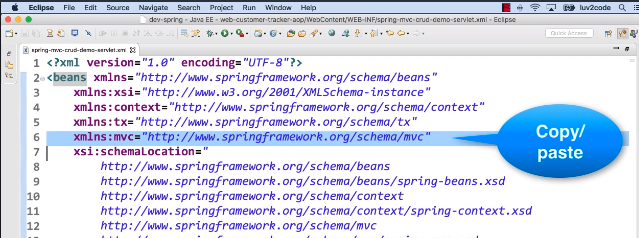 Eclipse File Edit Navigate Search Project Run Window Help luv2code
dev-spring - Java EE - web-customer-tracker-app/WebContent/WEB-INF/spring-mvc-crud-demo-servlet.xml - Eclipse
Quick Access
spring-mvc-crud-demo-servlet.xml
1 <?xml version="1.0" encoding="UTF-8"?>
2 <beans xmlns="http://www.springframework.org/schema/beans"
3 xmlns:xsi="http://www.w3.org/2001/XMLSchema-instance"
4 xmlns:context="http://www.springframework.org/schema/context"
5 xmlns:tx="http://www.springframework.org/schema/tx"
6 xmlns:mvc="http://www.springframework.org/schema/mvc"
7 xsi:schemaLocation="
8 http://www.springframework.org/schema/beans
9 http://www.springframework.org/schema/beans/spring-beans.xsd
10 http://www.springframework.org/schema/context
11 http://www.springframework.org/schema/context/spring-context.xsd
12 http://www.springframework.org/schema/mvc
Copy/
paste